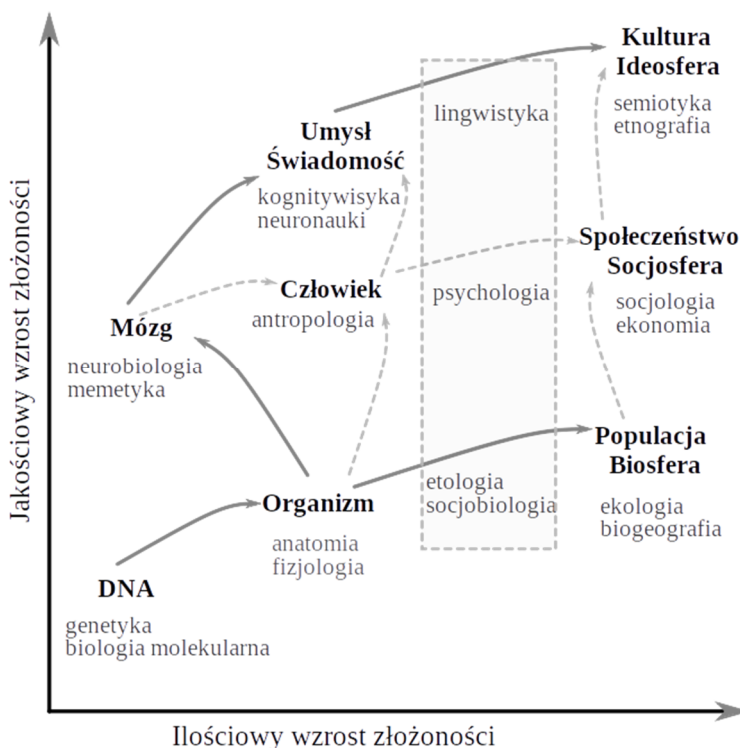 Kultura
Ideosfera
semiotyka
etnografia
lingwistyka
Umysł
Świadomość
kognitywisyka
neuronauki
Społeczeństwo
Socjosfera
socjologia
ekonomia
psychologia
Człowiek
antropologia
Mózg
neurobiologia
memetyka
Populacja
Biosfera
ekologia
biogeografia
etologia
socjobiologia
Organizm
anatomia
fizjologia
DNA
genetyka
biologia molekularna
Jakościowy wzrost złożoności
Ilościowy wzrost złożoności